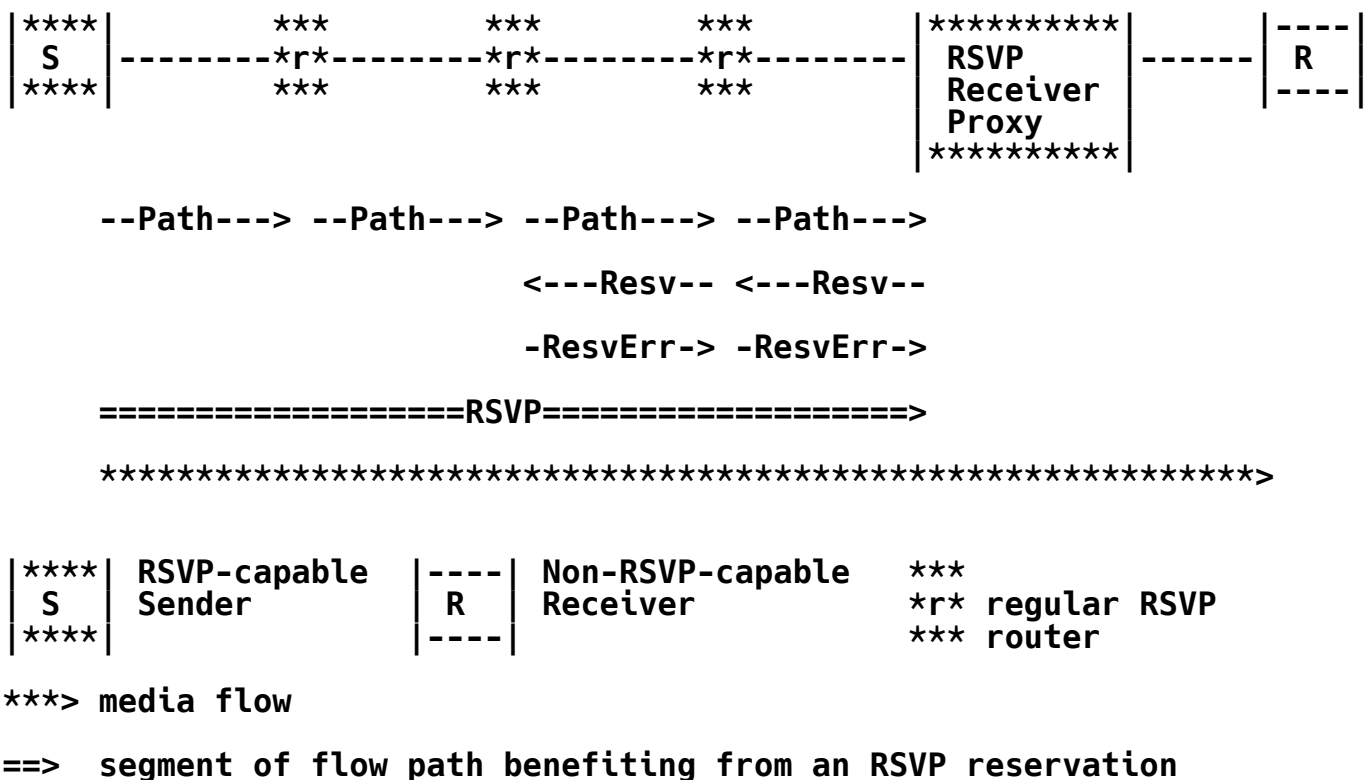 |****|        ***        ***        ***          |**********|       |----|
| S  |--------*r*--------*r*--------*r*--------| RSVP     |------| R  |
|****|        ***        ***        ***          | Receiver |       |----|
| Proxy    |
|**********|
--Path---> --Path---> --Path---> --Path--->
<---Resv-- <---Resv--
-ResvErr-> -ResvErr->
===================RSVP===================>
************************************************************>
|****| RSVP-capable  |----| Non-RSVP-capable   ***
| S  | Sender        | R  | Receiver           *r* regular RSVP
|****|               |----|                    *** router
***> media flow
==>  segment of flow path benefiting from an RSVP reservation